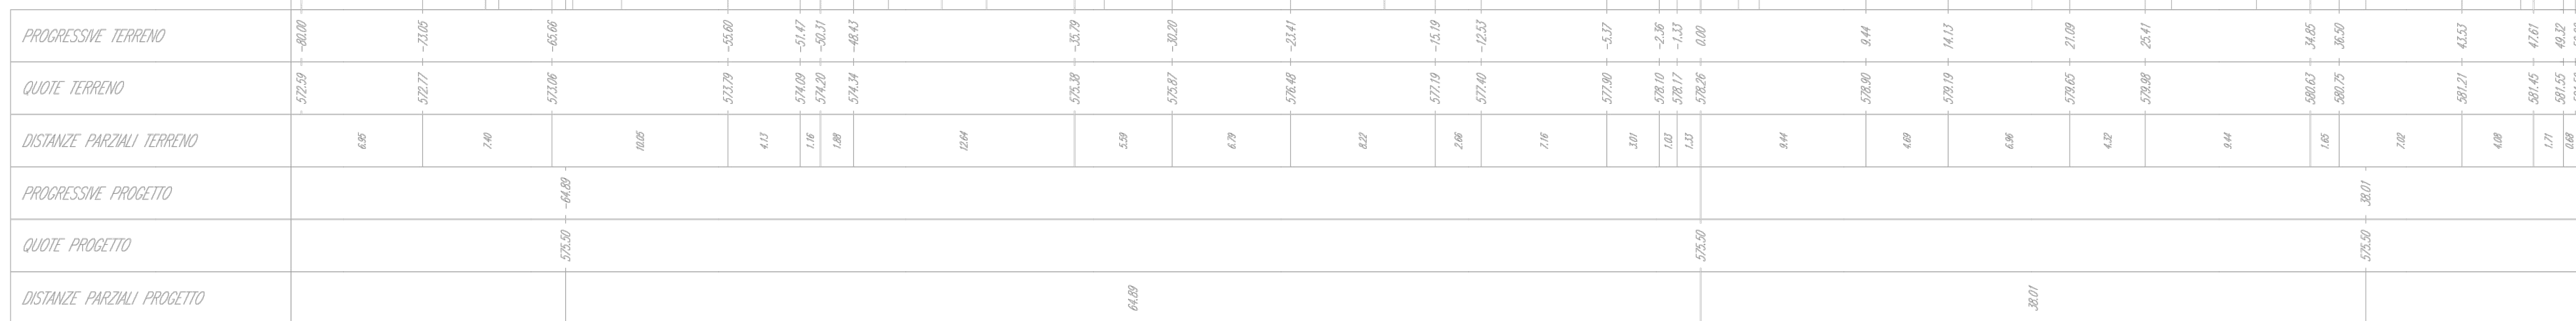 PROGRESSIVE TERRENO -80.00 -73.05 -65.66 -55.60 -51.47 -50.31 -48.43 -35.79 -30.20 -23.41 -15.19 -12.53 -5.37 -2.36 -1.33 0.00 9.44 14.13 21.09 25.41 34.85 36.50 43.53 47.61 49.32
QUOTE TERRENO 572.59 572.77 573.06 573.79 574.09 574.20 574.34 575.38 575.87 576.48 577.19 577.40 577.90 578.10 578.17 578.26 578.90 579.19 579.65 579.98 580.63 580.75 581.21 581.45 581.55
DISTANZE PARZIALI TERRENO 6.95 7.40 10.05 4.13 1.16 1.88 12.64 5.59 6.79 8.22 2.66 7.16 3.01 1.03 1.33 9.44 4.69 6.96 4.32 9.44 1.65 7.02 4.08 1.71 0.68
PROGRESSIVE PROGETTO -64.89 38.01
QUOTE PROGETTO 575.50 575.50 575.50
DISTANZE PARZIALI PROGETTO 64.89 38.01